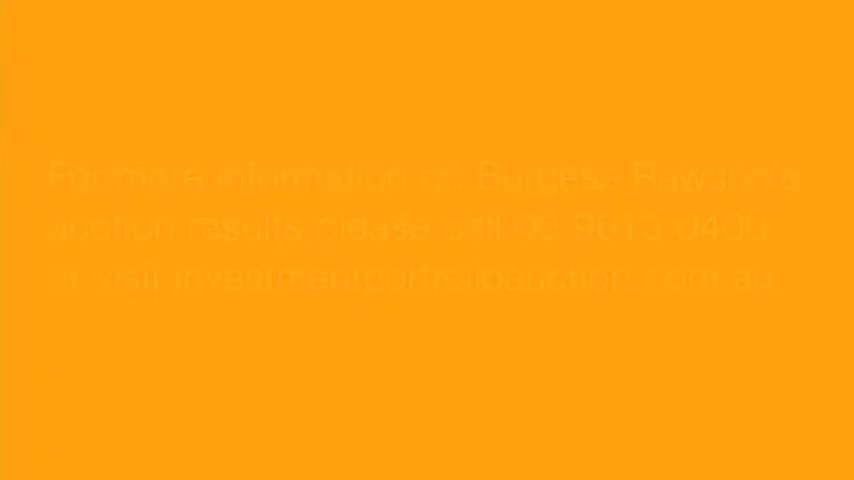 For more information on Burgess Rawson's
auction results please call 03 9613 0400
or visit investmentportfolioauction.com.au.